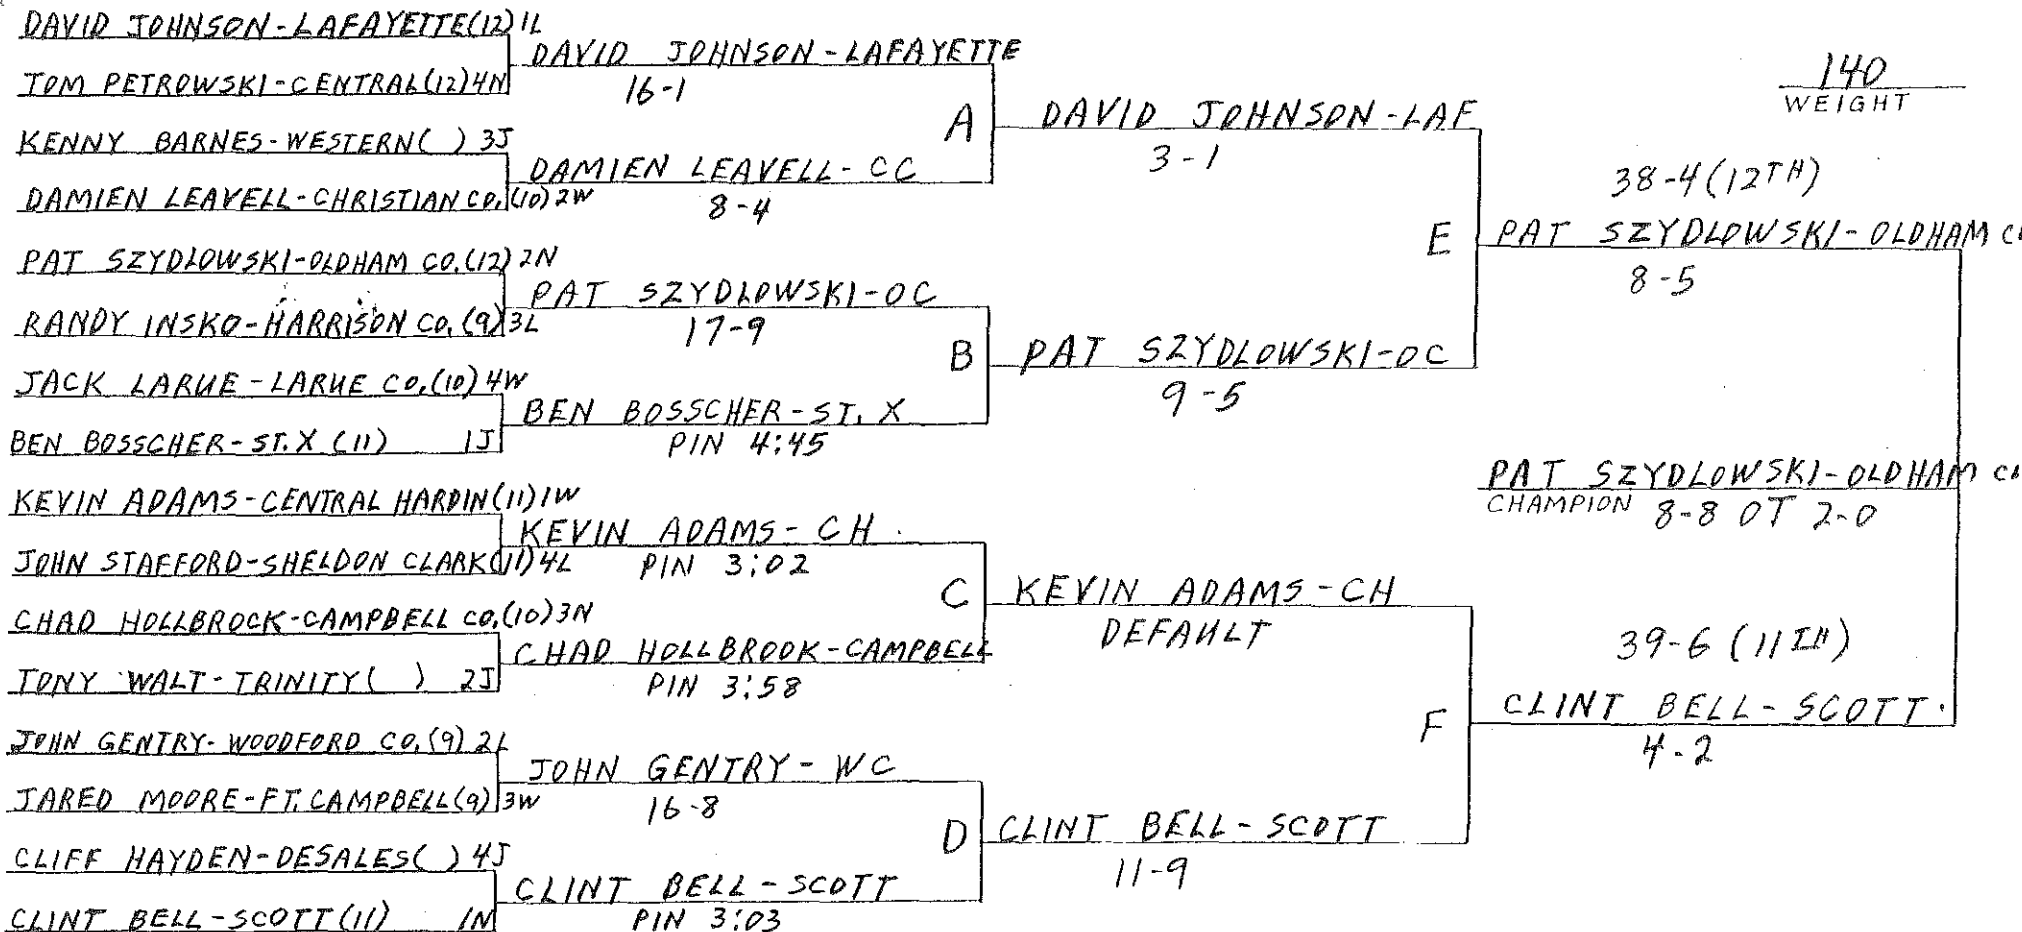 DAVID JOHNSON-LAFAYETTE(12)1L
TOM PETROWSKI-CENTRAL(12)4N
KENNY BARNES-WESTERN( ) 3J
DAMIEN LEAVELL-CHRISTIAN CO.(10)2W
PAT SZYDLOWSKI-OLDHAM CO.(12)2N
RANDY INSKO-HARRISON CO.(9)3L
JACK LARUE-LARUE CO.(10)4W
BEN BOSSCHER-ST.X (11) 1J
KEVIN ADAMS-CENTRAL HARDIN(11)1W
JOHN STAFFORD-SHELDON CLARK(11)4L
CHAD HOLLBROCK-CAMPBELL CO.(10)3N
TONY WALT-TRINITY( ) 2J
JOHN GENTRY-WOODFORD CO.(9)2L
JARED MOORE-FT.CAMPBELL(9)3W
CLIFF HAYDEN-DESALES( )4J
CLINT BELL-SCOTT(11) 1N
DAVID JOHNSON-LAFAYETTE
16-1
DAMIEN LEAVELL-CC
8-4
PAT SZYDLOWSKI-OC
17-9
BEN BOSSCHER-ST.X
PIN 4:45
KEVIN ADAMS-CH
PIN 3:02
CHAD HOLLBROOK-CAMPBELL
PIN 3:58
JOHN GENTRY-WC
16-8
CLINT BELL-SCOTT
PIN 3:03
A
DAVID JOHNSON-LAF
3-1
B
PAT SZYDLOWSKI-OC
9-5
C
KEVIN ADAMS-CH
DEFAULT
D
CLINT BELL-SCOTT
11-9
140
WEIGHT
38-4(12TH)
E
PAT SZYDLOWSKI-OLDHAM
8-5
39-6(11TH)
F
CLINT BELL-SCOTT
4-2
PAT SZYDLOWSKI-OLDHAM
CHAMPION 8-8 OT 2-0